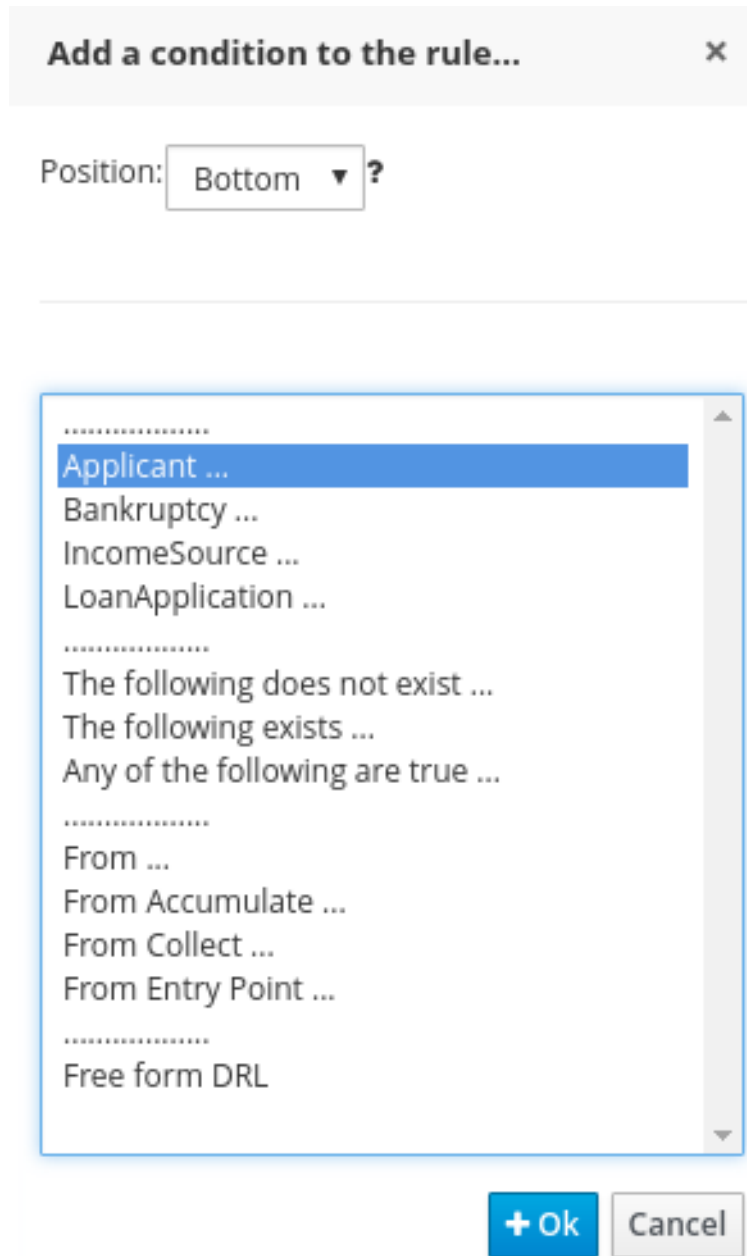 Add a condition to the rule... ×
Position: Bottom ▼ ?
..................
Applicant ...
Bankruptcy ...
IncomeSource ...
LoanApplication ...
..................
The following does not exist ...
The following exists ...
Any of the following are true ...
..................
From ...
From Accumulate ...
From Collect ...
From Entry Point ...
..................
Free form DRL
+ Ok Cancel